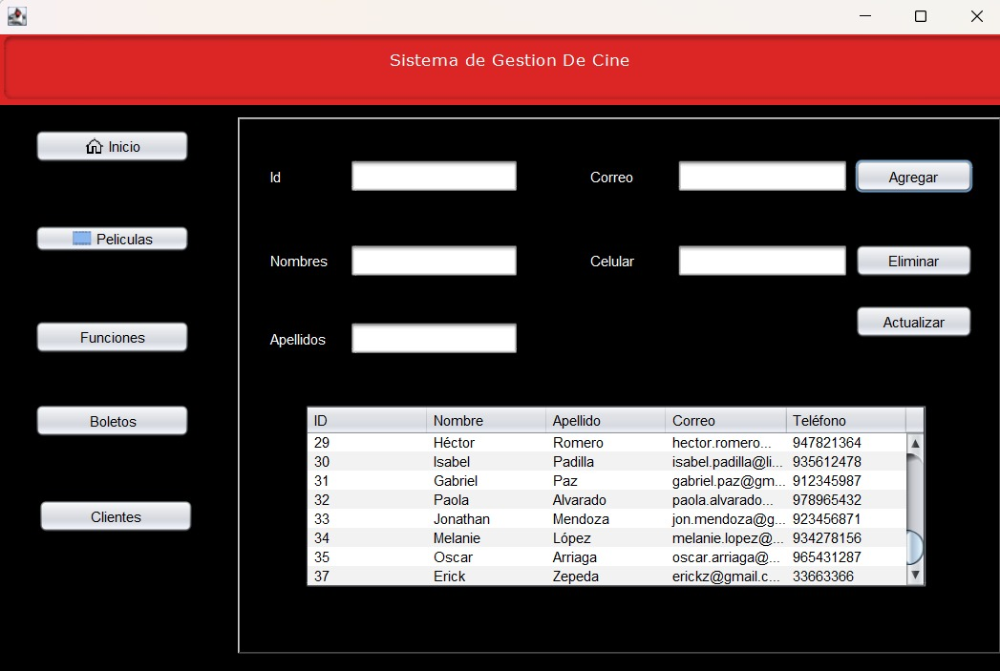 Sistema de Gestion De Cine
Inicio
Peliculas
Funciones
Boletos
Clientes
Id
Correo
Agregar
Nombres
Celular
Eliminar
Actualizar
Apellidos
ID Nombre Apellido Correo Teléfono
29 Héctor Romero hector.romero... 947821364
30 Isabel Padilla isabel.padilla@li... 935612478
31 Gabriel Paz gabriel.paz@gm... 912345987
32 Paola Alvarado paola.alvarado... 978965432
33 Jonathan Mendoza jon.mendoza@g... 923456871
34 Melanie López melanie.lopez@... 934278156
35 Oscar Arriaga oscar.arriaga@... 965431287
37 Erick Zepeda erickz@gmail.c... 33663366